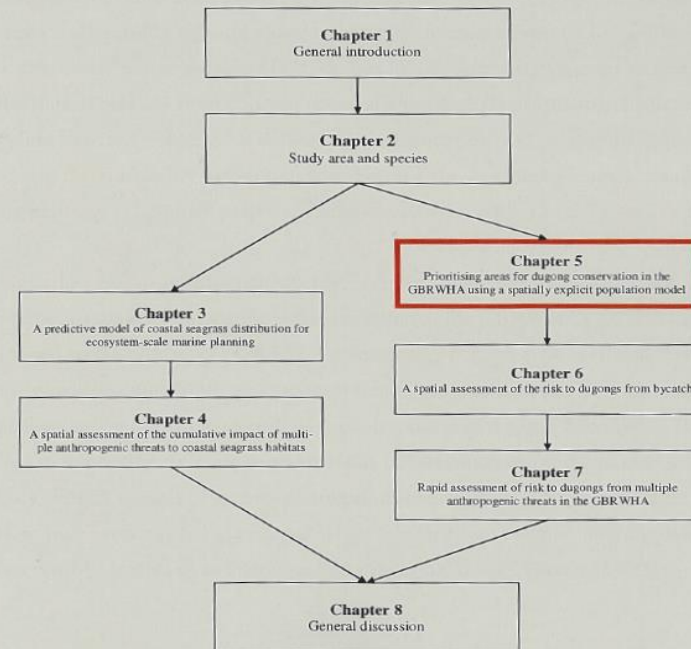 Chapter 1
General introduction
Chapter 2
Study area and species
Chapter 5
Prioritising areas for dugong conservation in the
GBRWHA using a spatially explicit population model
Chapter 3
A predictive model of coastal seagrass distribution for
ecosystem-scale marine planning
Chapter 6
A spatial assessment of the risk to dugongs from bycatch
Chapter 4
A spatial assessment of the cumulative impact of multi-
ple anthropogenic threats to coastal seagrass habitats
Chapter 7
Rapid assessment of risk to dugongs from multiple
anthropogenic threats in the GBRWHA
Chapter 8
General discussion